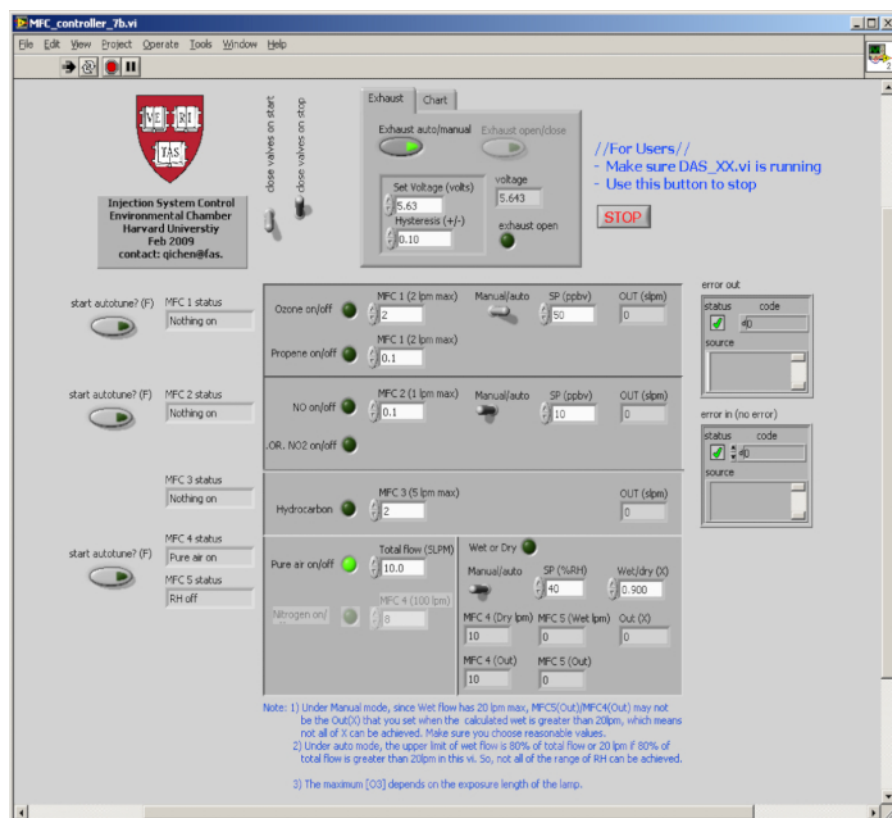 MFC_controller_7b.vi
File Edit View Project Operate Tools Window Help
2
VE RI
TAS
Injection System Control
Environmental Chamber
Harvard Universtiy
Feb 2009
contact: qichen@fas.
close valves on start
close valves on stop
Exhaust Chart
Exhaust auto/manual Exhaust open/close
Set Voltage (volts) voltage
5.63 5.643
Hysteresis (+/-) exhaust open
0.10
//For Users//
- Make sure DAS_XX.vi is running
- Use this button to stop
STOP
start autotune? (F) MFC 1 status
Nothing on
Ozone on/off MFC 1 (2 lpm max) Manual/auto SP (ppbv) OUT (slpm)
2 50 0
Propene on/off MFC 1 (2 lpm max)
0.1
error out
status code
0
source
start autotune? (F) MFC 2 status
Nothing on
NO on/off MFC 2 (1 lpm max) Manual/auto SP (ppbv) OUT (slpm)
0.1 10 0
.OR. NO2 on/off
error in (no error)
status code
0
source
MFC 3 status
Nothing on
Hydrocarbon MFC 3 (5 lpm max) OUT (slpm)
2 0
start autotune? (F) MFC 4 status
Pure air on
MFC 5 status
RH off
Pure air on/off Total flow (SLPM)
10.0
Nitrogen on/ MFC 4 (100 lpm)
8
Wet or Dry
Manual/auto SP (%RH) Wet/dry (X)
40 0.900
MFC 4 (Dry lpm) MFC 5 (Wet lpm) Out (X)
10 0 0
MFC 4 (Out) MFC 5 (Out)
10 0
Note: 1) Under Manual mode, since Wet flow has 20 lpm max, MFC5(Out)/MFC4(Out) may not
be the Out(X) that you set when the calculated wet is greater than 20lpm, which means
not all of X can be achieved. Make sure you choose reasonable values.
2) Under auto mode, the upper limit of wet flow is 80% of total flow or 20 lpm if 80% of
total flow is greater than 20lpm in this vi. So, not all of the range of RH can be achieved.
3) The maximum [O3] depends on the exposure length of the lamp.